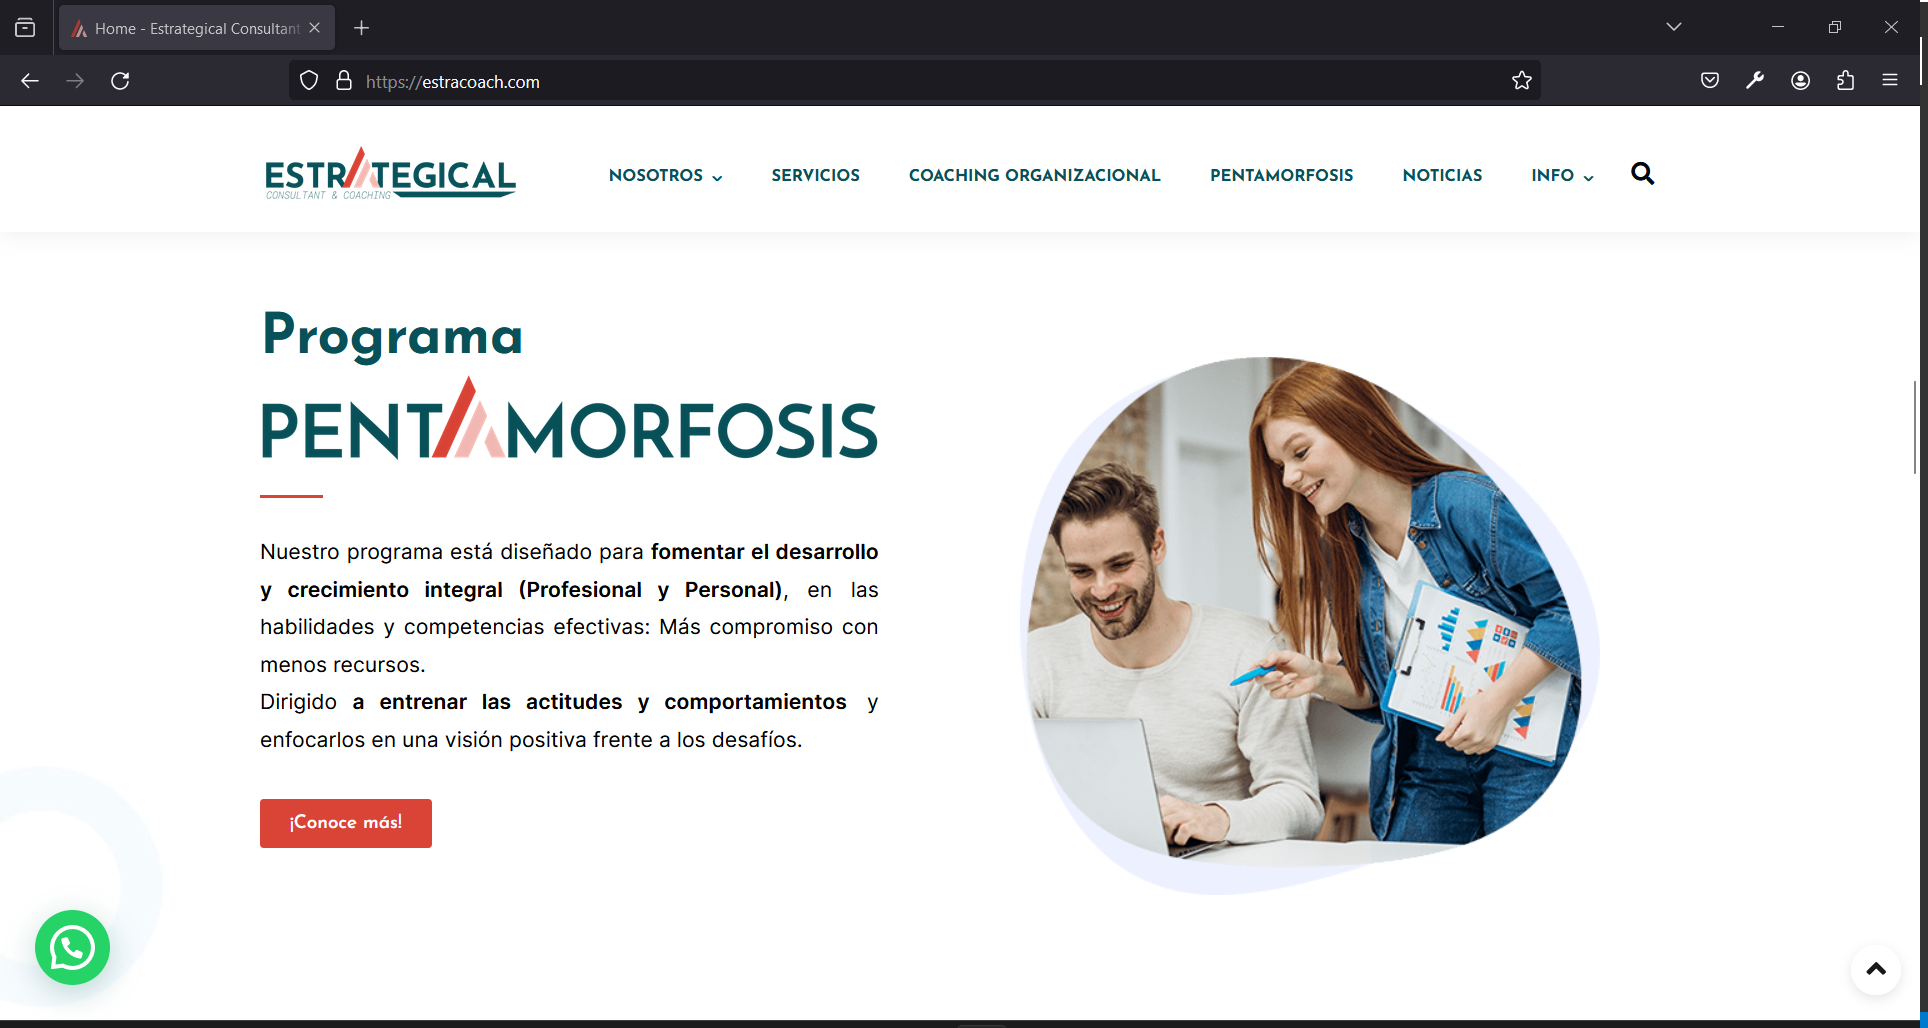 Home - Estrategical Consultant
https://estracoach.com
ESTRATEGICAL
CONSULTANT & COACHING
NOSOTROS
SERVICIOS
COACHING ORGANIZACIONAL
PENTAMORFOSIS
NOTICIAS
INFO
Programa
PENTAMORFOSIS
Nuestro programa está diseñado para fomentar el desarrollo
y crecimiento integral (Profesional y Personal), en las
habilidades y competencias efectivas: Más compromiso con
menos recursos.
Dirigido a entrenar las actitudes y comportamientos y
enfocarlos en una visión positiva frente a los desafíos.
¡Conoce más!